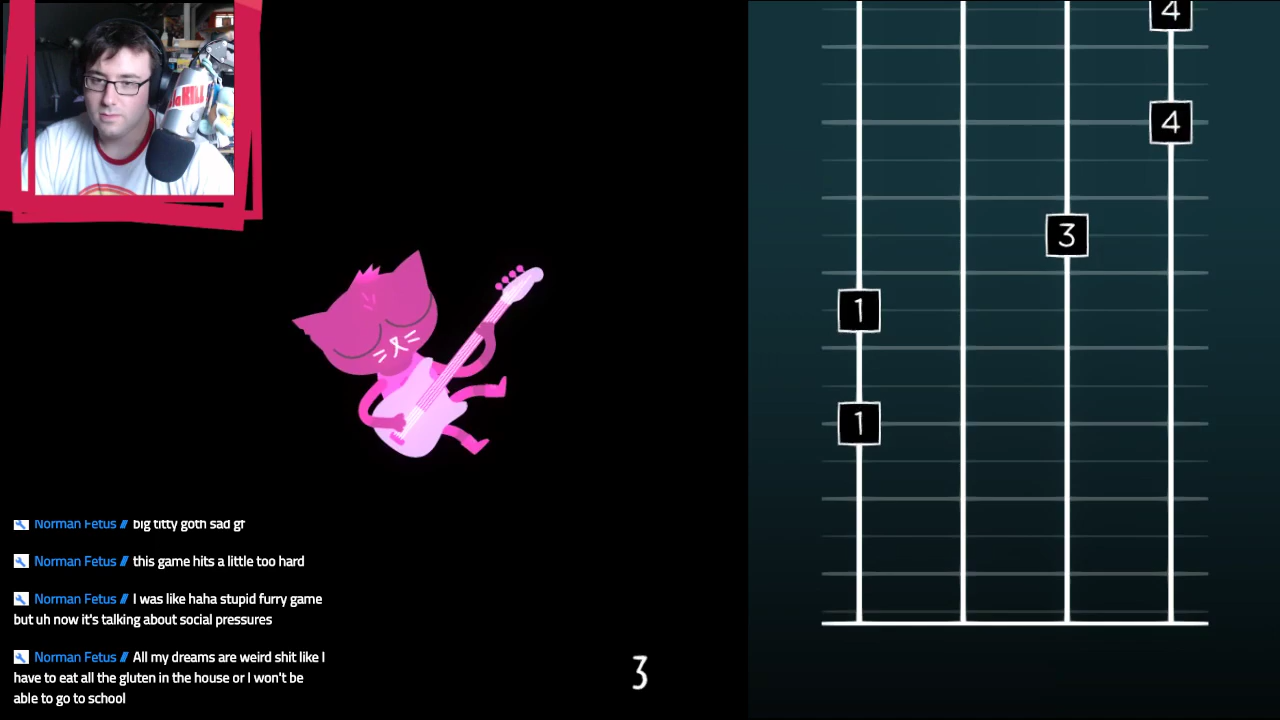 4
4
3
1
1
Norman Fetus // big titty goth sad gf
Norman Fetus // this game hits a little too hard
Norman Fetus // I was like haha stupid furry game
but uh now it's talking about social pressures
Norman Fetus // All my dreams are weird shit like I
have to eat all the gluten in the house or I won't be
able to go to school
3